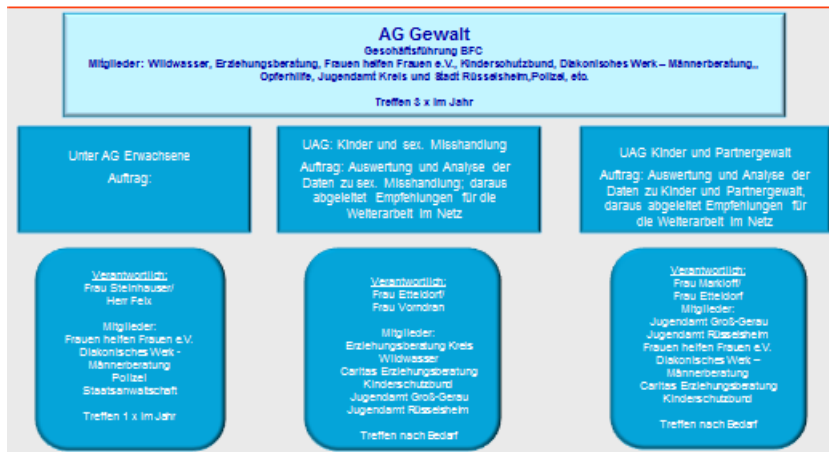 AG Gewalt
Geschäftsführung BFC
Mitglieder: Wildwasser, Erziehungsberatung, Frauen helfen Frauen e.V., Kinderschutzbund, Diakonisches Werk – Männerberatung,,
Opferhilfe, Jugendamt Kreis und Stadt Rüsselsheim,Polizei, etc.
Treffen 3 x im Jahr
Unter AG Erwachsene
Auftrag:
UAG: Kinder und sex. Misshandlung
Auftrag: Auswertung und Analyse der
Daten zu sex. Misshandlung; daraus
abgeleitet Empfehlungen für die
Weiterarbeit im Netz
UAG Kinder und Partnergewalt
Auftrag: Auswertung und Analyse der
Daten zu Kinder und Partnergewalt,
daraus abgeleitet Empfehlungen für
die Weiterarbeit im Netz
Verantwortlich:
Frau Steinhauser/
Herr Felx
Mitglieder:
Frauen helfen Frauen e.V.
Diakonisches Werk -
Männerberatung
Polizei
Staatsanwaltschaft
Treffen 1 x im Jahr
Verantwortlich:
Frau Etteldorf/
Frau Vorndran
Mitglieder:
Erziehungsberatung Kreis
Wildwasser
Caritas Erziehungsberatung
Kinderschutzbund
Jugendamt Groß-Gerau
Jugendamt Rüsselsheim
Treffen nach Bedarf
Verantwortlich:
Frau Markloff/
Frau Etteldorf
Mitglieder:
Jugendamt Groß-Gerau
Jugendamt Rüsselsheim
Frauen helfen Frauen e.V.
Diakonisches Werk –
Männerberatung
Caritas Erziehungsberatung
Kinderschutzbund
Treffen nach Bedarf